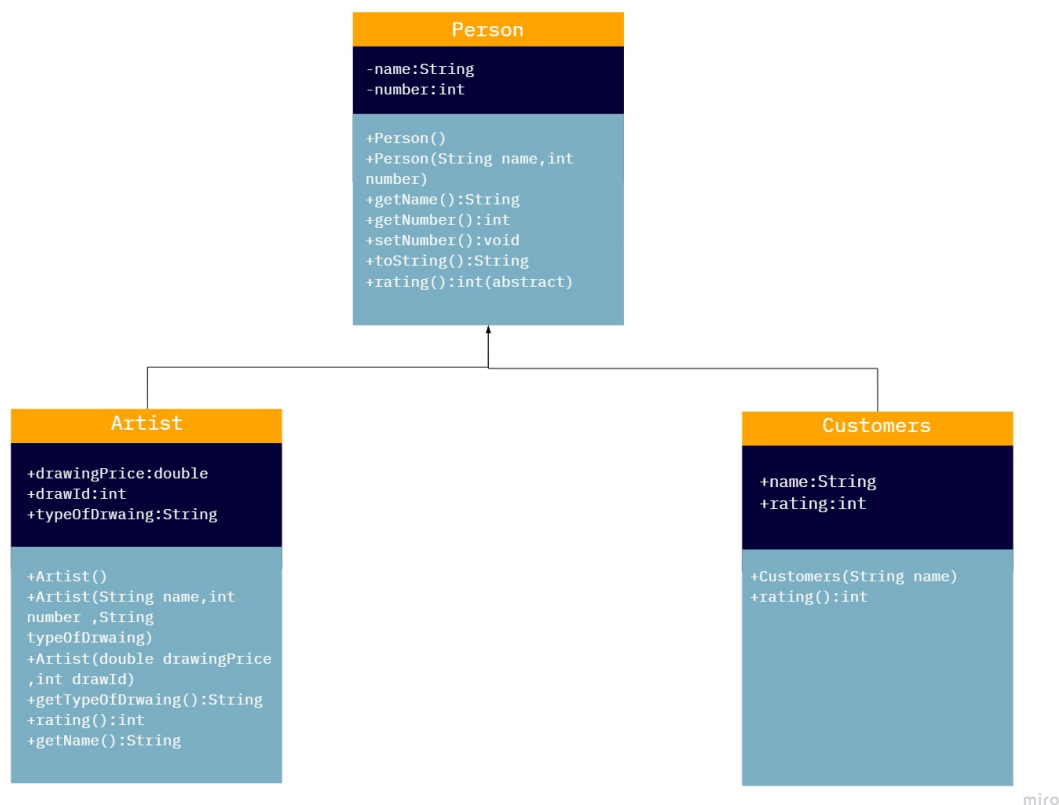 Person
-name:String
-number:int
+Person()
+Person(String name,int
number)
+getName():String
+getNumber():int
+setNumber():void
+toString():String
+rating():int(abstract)
Artist
+drawingPrice:double
+drawId:int
+typeOfDrwaing:String
+Artist()
+Artist(String name,int
number ,String
typeOfDrwaing)
+Artist(double drawingPrice
,int drawId)
+getTypeOfDrwaing():String
+rating():int
+getName():String
Customers
+name:String
+rating:int
+Customers(String name)
+rating():int
miro